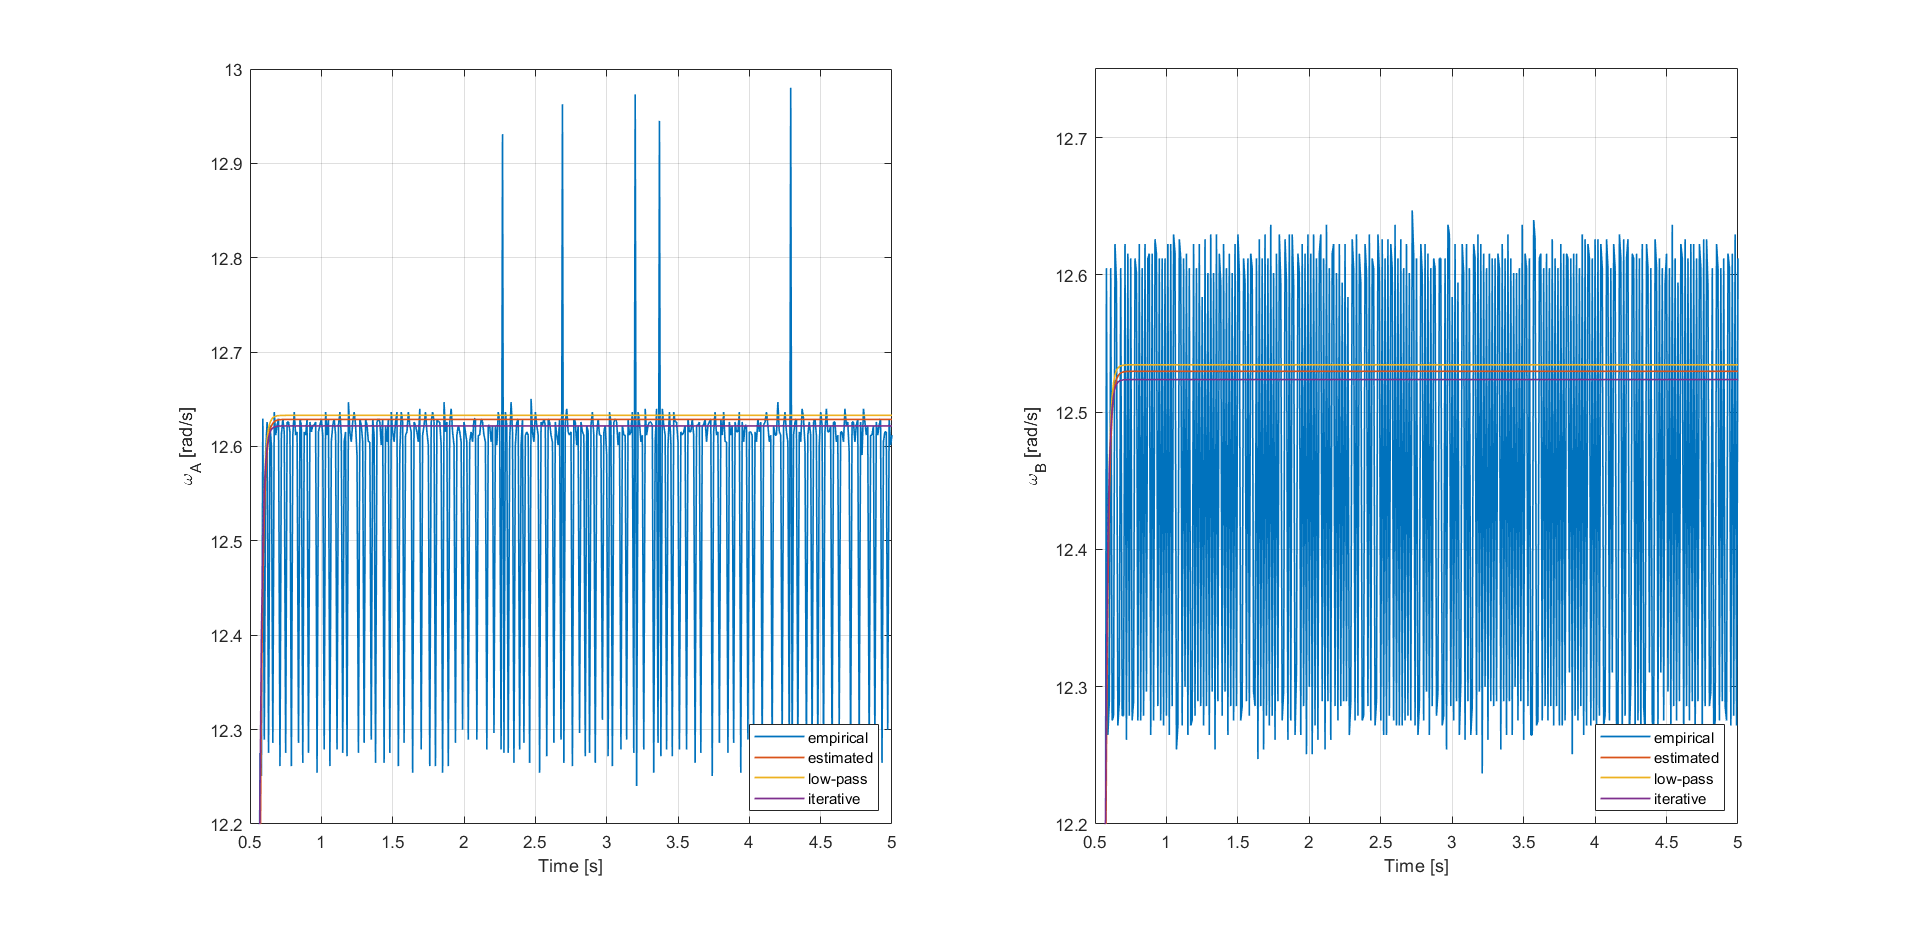 13
12.9
12.8
12.7
12.6
12.5
12.4
12.3
12.2
0.5 1 1.5 2 2.5 3 3.5 4 4.5 5
Time [s]
ω_A [rad/s]
empirical
estimated
low-pass
iterative
12.7
12.6
12.5
12.4
12.3
12.2
0.5 1 1.5 2 2.5 3 3.5 4 4.5 5
Time [s]
ω_B [rad/s]
empirical
estimated
low-pass
iterative